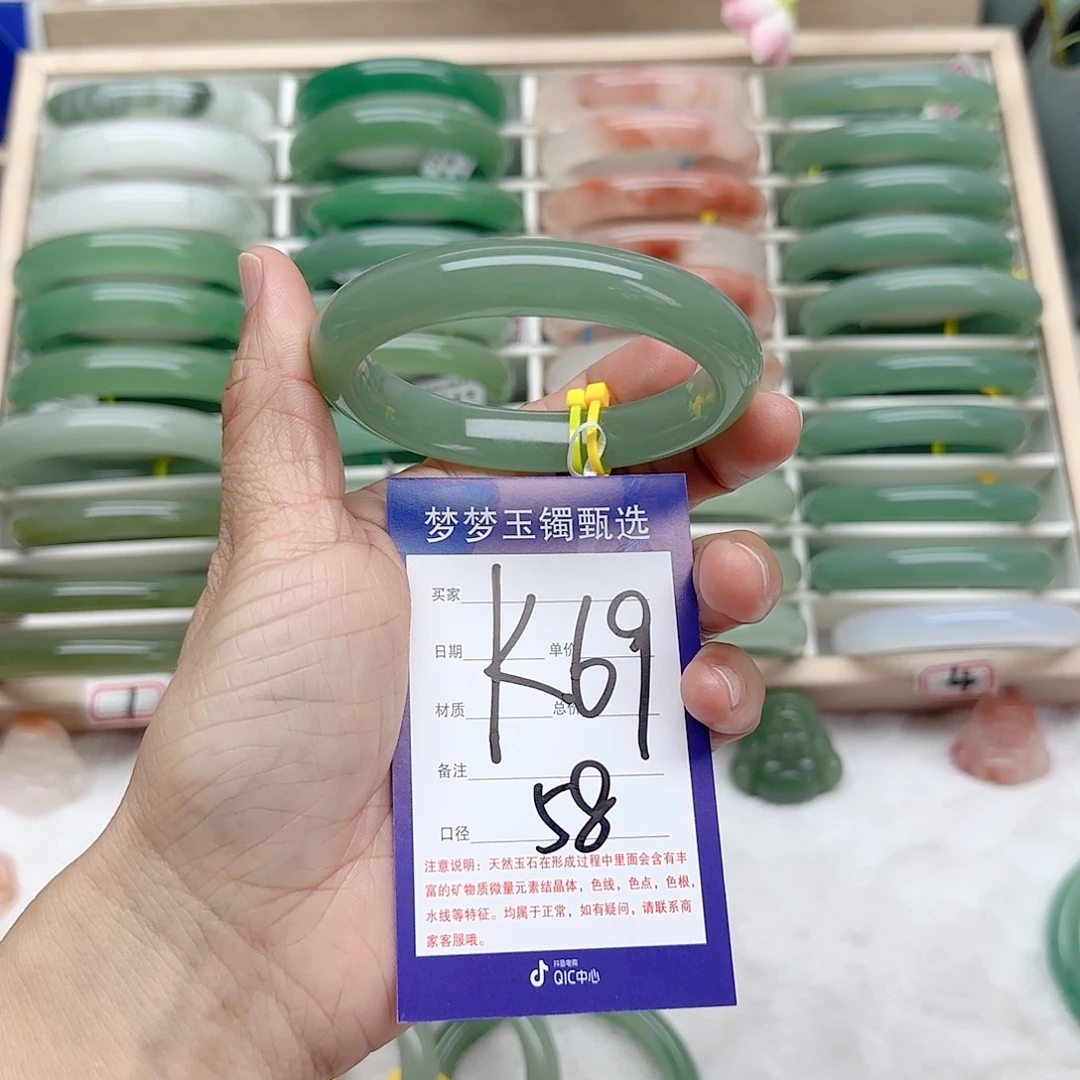 梦梦玉镯甄选
买家
日期 单价
材质 总价
K69
备注
口径 58
注意说明：天然玉石在形成过程中里面会含有丰
富的矿物质微量元素结晶体，色线，色点，色根，
水线等特征。均属于正常，如有疑问，请联系商
家客服哦。
抖音电商
QIC中心
1
4